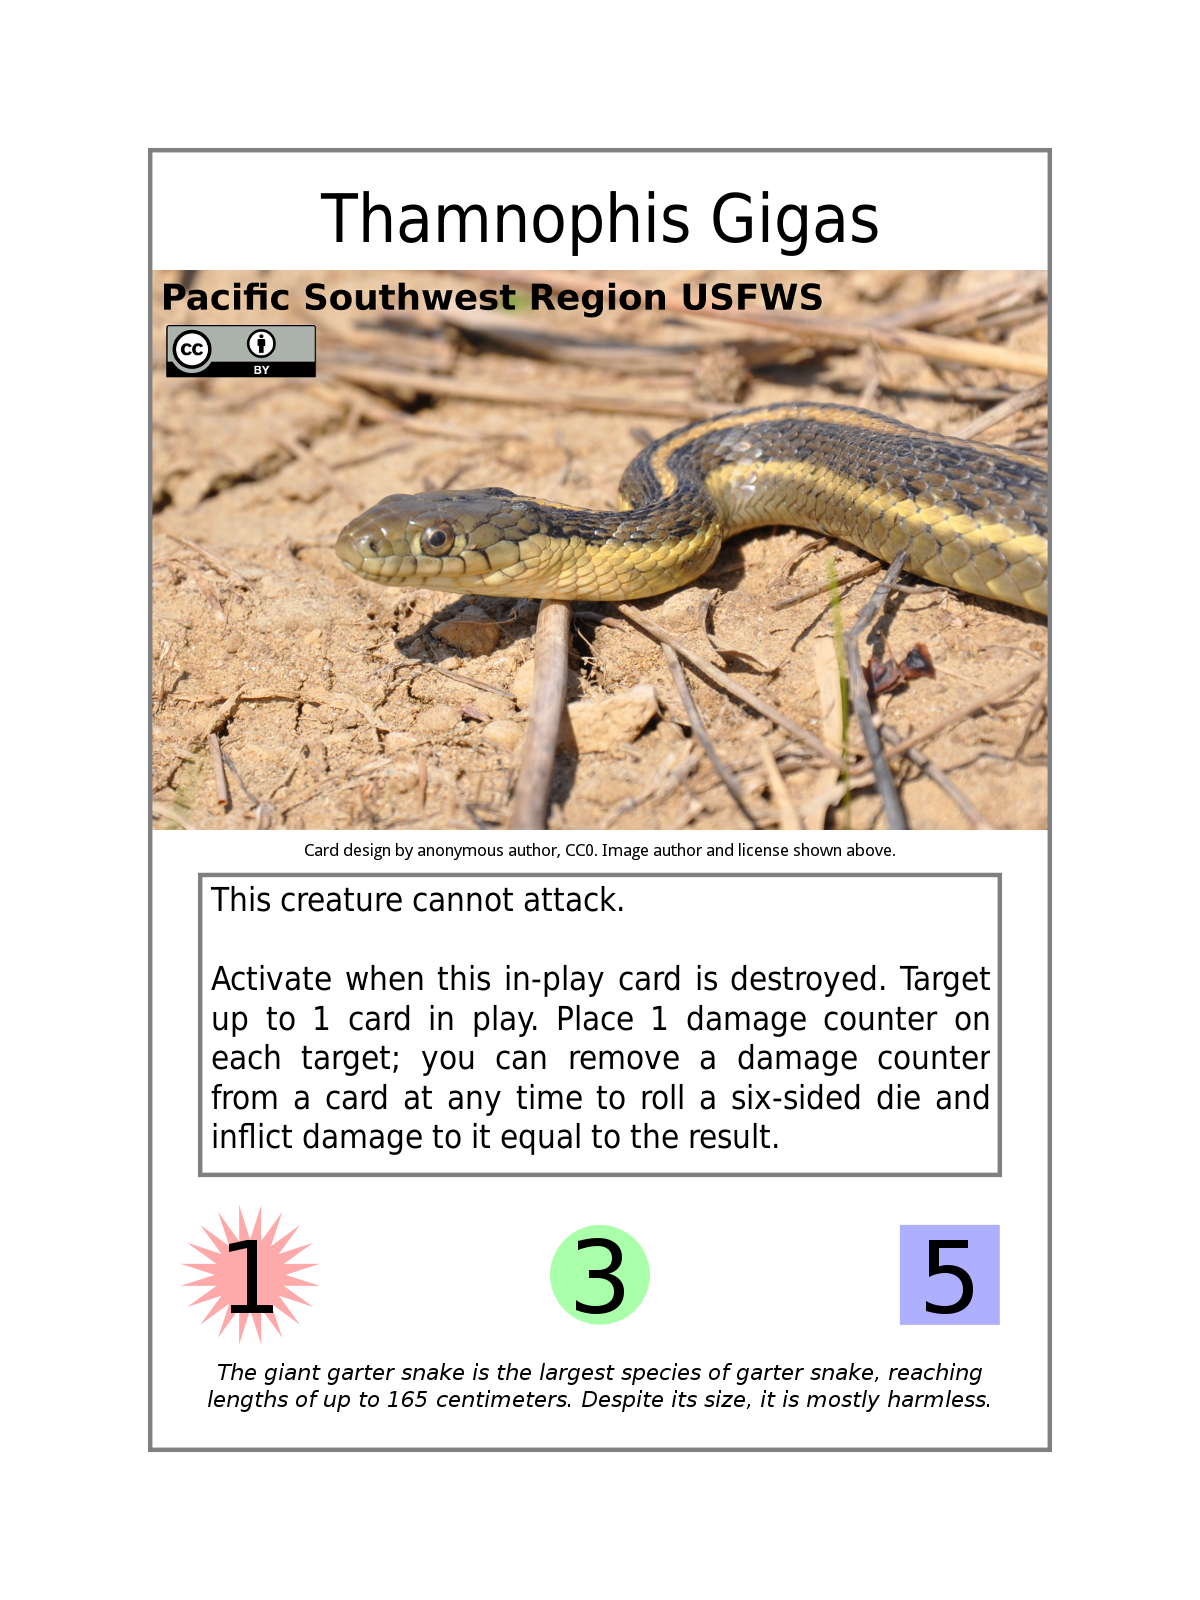 Thamnophis Gigas
Pacific Southwest Region USFWS
cc
BY
Card design by anonymous author, CC0. Image author and license shown above.
This creature cannot attack.
Activate when this in-play card is destroyed. Target
up to 1 card in play. Place 1 damage counter on
each target; you can remove a damage counter
from a card at any time to roll a six-sided die and
inflict damage to it equal to the result.
1 3 5
The giant garter snake is the largest species of garter snake, reaching
lengths of up to 165 centimeters. Despite its size, it is mostly harmless.